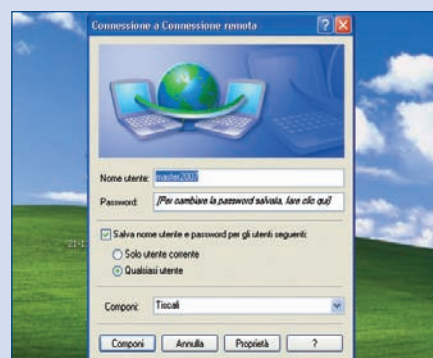 Connessione a Connessione remota
Nome utente: master2007
Password: [Per cambiare la password salvata, fare clic qui]
Salva nome utente e password per gli utenti seguenti:
Solo utente corrente
Qualsiasi utente
Componi: Tiscali
Componi Annulla Proprietà ?